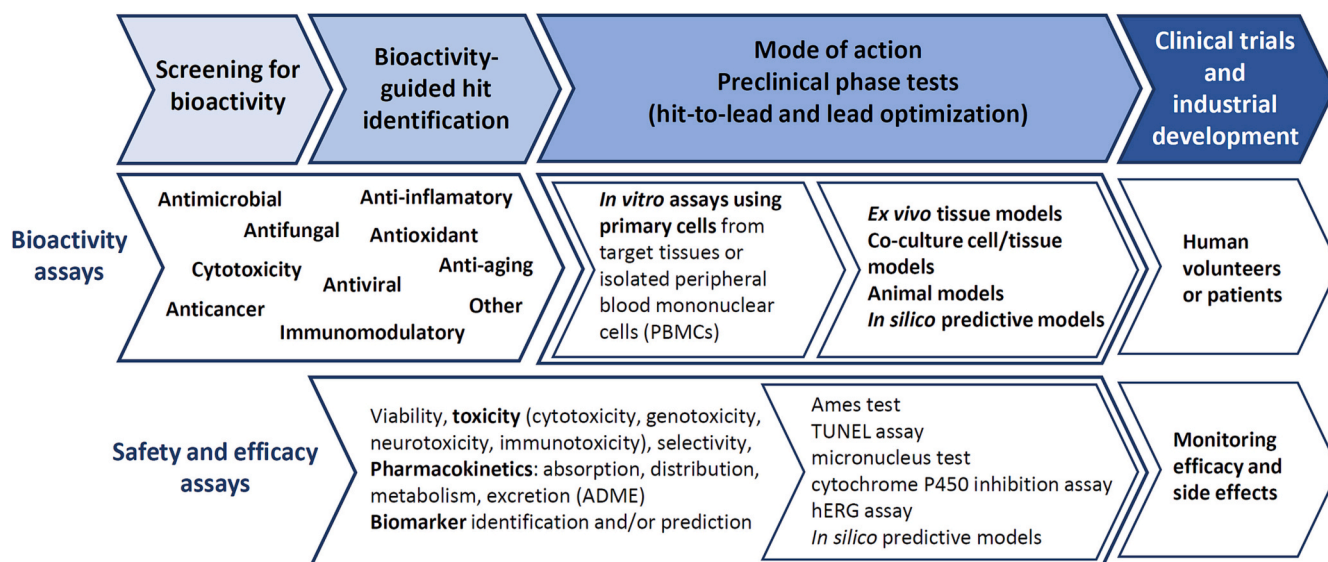 Screening for
bioactivity
Bioactivity-
guided hit
identification
Mode of action
Preclinical phase tests
(hit-to-lead and lead optimization)
Clinical trials
and
industrial
development
Bioactivity
assays
Antimicrobial
Anti-inflamatory
Antifungal
Antioxidant
Cytotoxicity
Anti-aging
Antiviral
Anticancer
Other
Immunomodulatory
In vitro assays using
primary cells from
target tissues or
isolated peripheral
blood mononuclear
cells (PBMCs)
Ex vivo tissue models
Co-culture cell/tissue
models
Animal models
In silico predictive models
Human
volunteers
or patients
Safety and efficacy
assays
Viability, toxicity (cytotoxicity, genotoxicity,
neurotoxicity, immunotoxicity), selectivity,
Pharmacokinetics: absorption, distribution,
metabolism, excretion (ADME)
Biomarker identification and/or prediction
Ames test
TUNEL assay
micronucleus test
cytochrome P450 inhibition assay
hERG assay
In silico predictive models
Monitoring
efficacy and
side effects